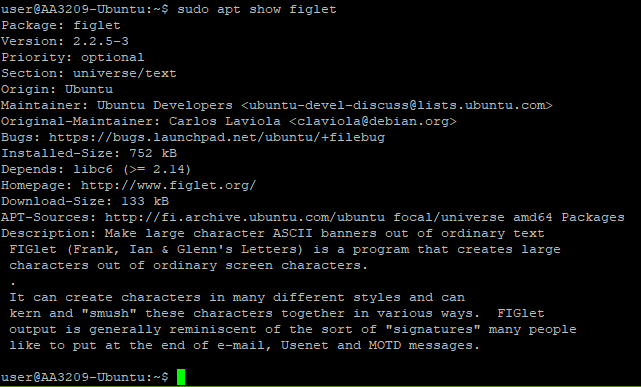 user@AA3209-Ubuntu:~$ sudo apt show figlet
Package: figlet
Version: 2.2.5-3
Priority: optional
Section: universe/text
Origin: Ubuntu
Maintainer: Ubuntu Developers <ubuntu-devel-discuss@lists.ubuntu.com>
Original-Maintainer: Carlos Laviola <claviola@debian.org>
Bugs: https://bugs.launchpad.net/ubuntu/+filebug
Installed-Size: 752 kB
Depends: libc6 (>= 2.14)
Homepage: http://www.figlet.org/
Download-Size: 133 kB
APT-Sources: http://fi.archive.ubuntu.com/ubuntu focal/universe amd64 Packages
Description: Make large character ASCII banners out of ordinary text
 FIGlet (Frank, Ian & Glenn's Letters) is a program that creates large
 characters out of ordinary screen characters.
 .
 It can create characters in many different styles and can
 kern and "smush" these characters together in various ways.  FIGlet
 output is generally reminiscent of the sort of "signatures" many people
 like to put at the end of e-mail, Usenet and MOTD messages.
user@AA3209-Ubuntu:~$